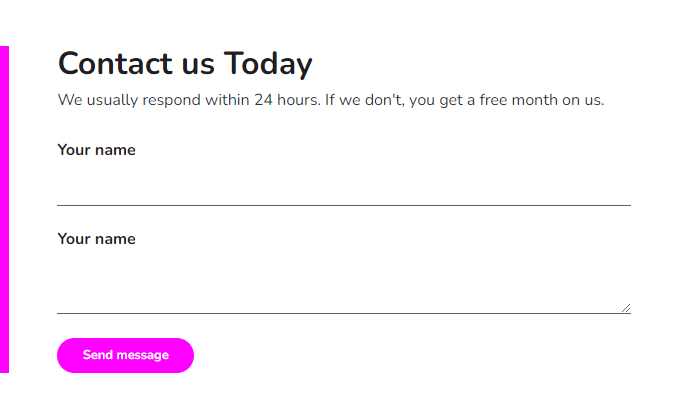 Contact us Today
We usually respond within 24 hours. If we don't, you get a free month on us.
Your name
Your name
Send message